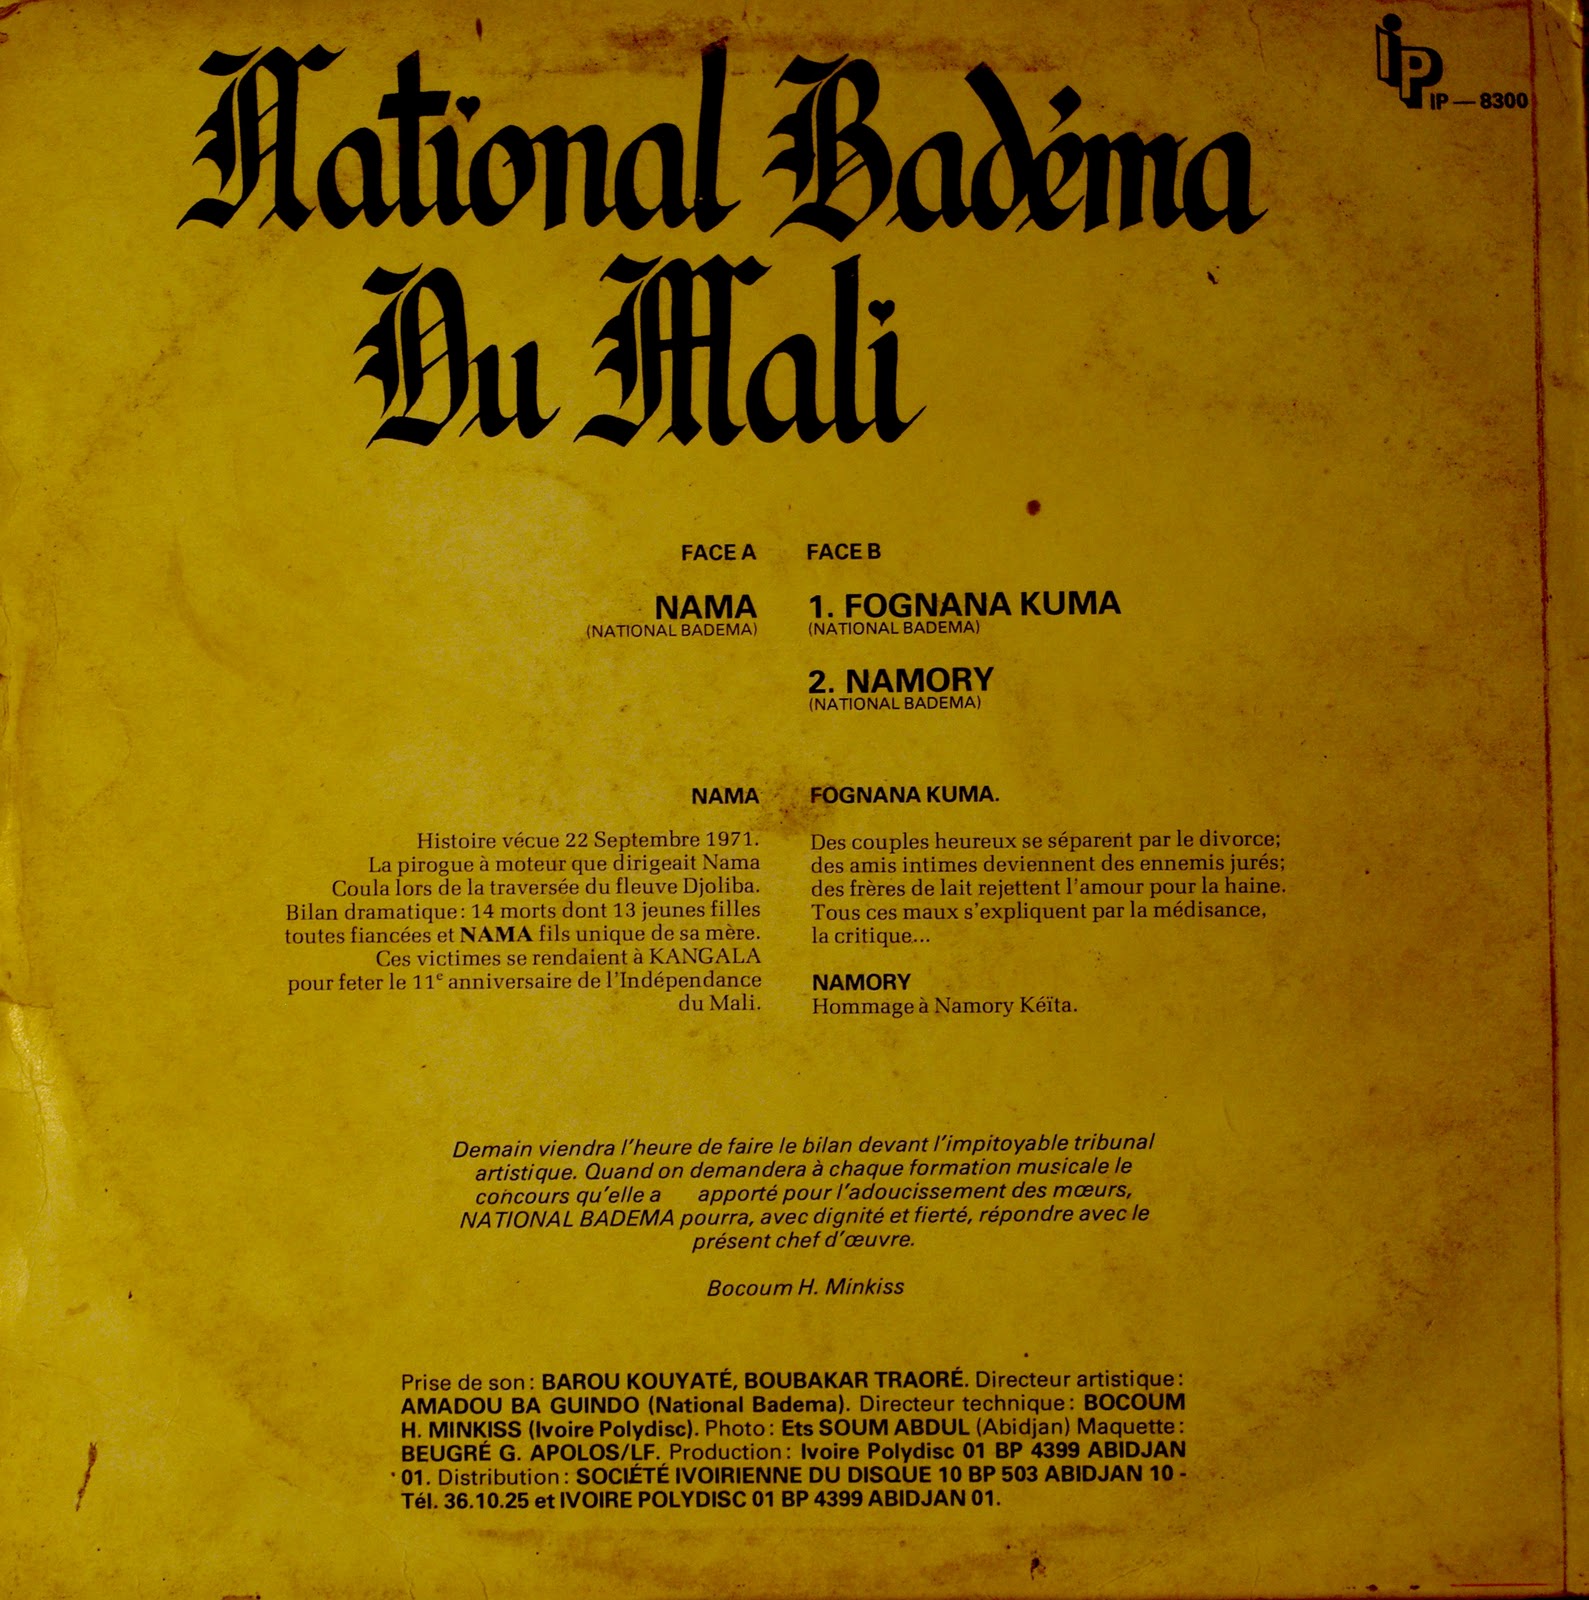 National Badéma
Du Mali
iP
IP — 8300
FACE A
NAMA
(NATIONAL BADEMA)
FACE B
1. FOGNANA KUMA
(NATIONAL BADEMA)
2. NAMORY
(NATIONAL BADEMA)
NAMA
Histoire vécue 22 Septembre 1971.
La pirogue à moteur que dirigeait Nama
Coula lors de la traversée du fleuve Djoliba.
Bilan dramatique : 14 morts dont 13 jeunes filles
toutes fiancées et NAMA fils unique de sa mère.
Ces victimes se rendaient à KANGALA
pour feter le 11e anniversaire de l'Indépendance
du Mali.
FOGNANA KUMA.
Des couples heureux se séparent par le divorce;
des amis intimes deviennent des ennemis jurés;
des frères de lait rejettent l'amour pour la haine.
Tous ces maux s'expliquent par la médisance,
la critique...
NAMORY
Hommage à Namory Kéïta.
Demain viendra l'heure de faire le bilan devant l'impitoyable tribunal
artistique. Quand on demandera à chaque formation musicale le
concours qu'elle a apporté pour l'adoucissement des mœurs,
NATIONAL BADEMA pourra, avec dignité et fierté, répondre avec le
présent chef d'œuvre.
Bocoum H. Minkiss
Prise de son : BAROU KOUYATÉ, BOUBAKAR TRAORÉ. Directeur artistique :
AMADOU BA GUINDO (National Badema). Directeur technique : BOCOUM
H. MINKISS (Ivoire Polydisc). Photo : Ets SOUM ABDUL (Abidjan) Maquette :
BEUGRÉ G. APOLOS/LF. Production : Ivoire Polydisc 01 BP 4399 ABIDJAN
01. Distribution : SOCIÉTÉ IVOIRIENNE DU DISQUE 10 BP 503 ABIDJAN 10 -
Tél. 36.10.25 et IVOIRE POLYDISC 01 BP 4399 ABIDJAN 01.